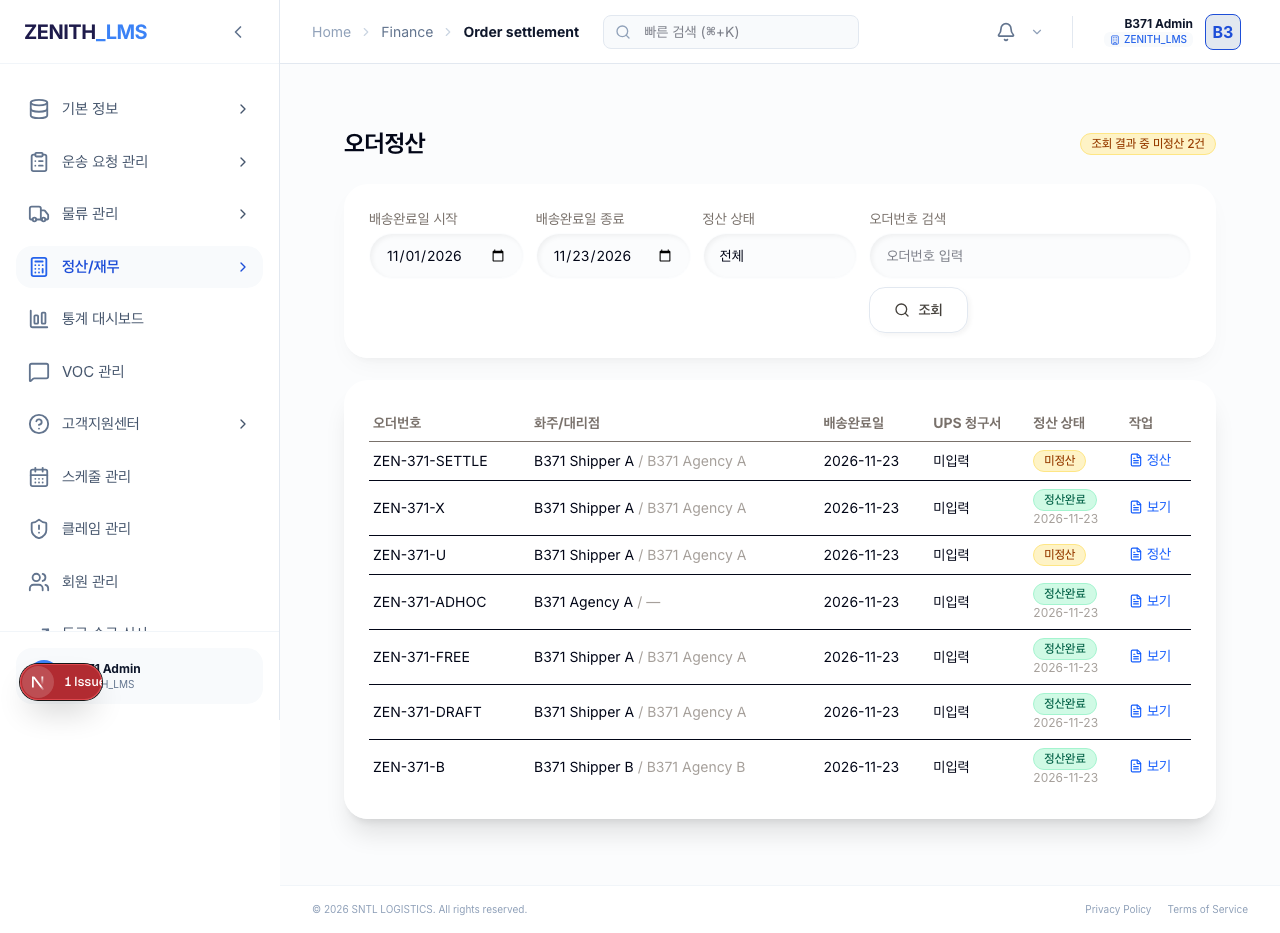 ZENITH_LMS
Home
Finance
Order settlement
빠른 검색 (⌘+K)
B371 Admin
ZENITH_LMS
B3
기본 정보
운송 요청 관리
물류 관리
정산/재무
통계 대시보드
VOC 관리
고객지원센터
스케줄 관리
클레임 관리
회원 관리
71 Admin
H_LMS
1 Issue
오더정산
조회 결과 중 미정산 2건
배송완료일 시작
배송완료일 종료
정산 상태
오더번호 검색
11/01/2026
11/23/2026
전체
오더번호 입력
조회
오더번호 화주/대리점 배송완료일 UPS 청구서 정산 상태 작업
ZEN-371-SETTLE B371 Shipper A / B371 Agency A 2026-11-23 미입력 미정산 정산
ZEN-371-X B371 Shipper A / B371 Agency A 2026-11-23 미입력 정산완료 보기
2026-11-23
ZEN-371-U B371 Shipper A / B371 Agency A 2026-11-23 미입력 미정산 정산
ZEN-371-ADHOC B371 Agency A / — 2026-11-23 미입력 정산완료 보기
2026-11-23
ZEN-371-FREE B371 Shipper A / B371 Agency A 2026-11-23 미입력 정산완료 보기
2026-11-23
ZEN-371-DRAFT B371 Shipper A / B371 Agency A 2026-11-23 미입력 정산완료 보기
2026-11-23
ZEN-371-B B371 Shipper B / B371 Agency B 2026-11-23 미입력 정산완료 보기
2026-11-23
© 2026 SNTL LOGISTICS. All rights reserved.
Privacy Policy
Terms of Service